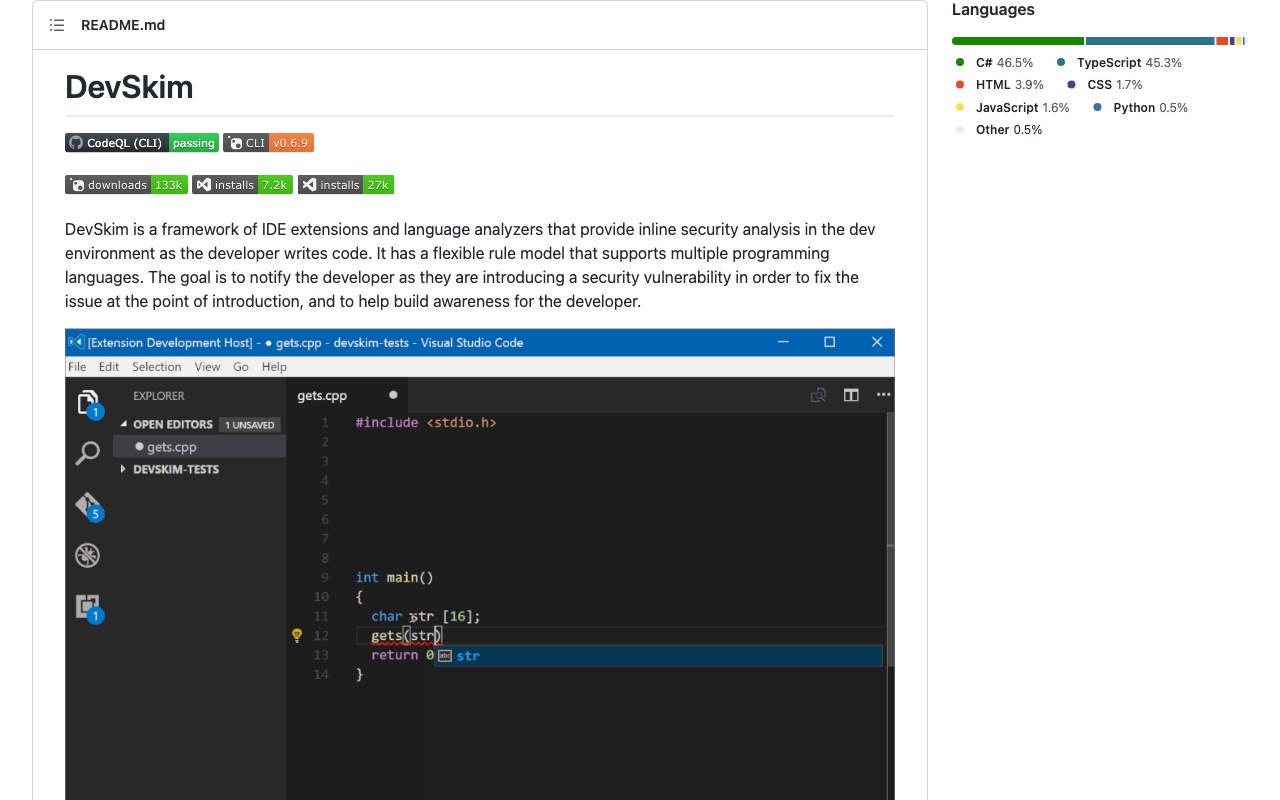 README.md
Languages
C# 46.5%
TypeScript 45.3%
HTML 3.9%
CSS 1.7%
JavaScript 1.6%
Python 0.5%
Other 0.5%
DevSkim
CodeQL (CLI) passing
CLI v0.6.9
downloads 133k
installs 7.2k
installs 27k
DevSkim is a framework of IDE extensions and language analyzers that provide inline security analysis in the dev
environment as the developer writes code. It has a flexible rule model that supports multiple programming
languages. The goal is to notify the developer as they are introducing a security vulnerability in order to fix the
issue at the point of introduction, and to help build awareness for the developer.
[Extension Development Host] - ● gets.cpp - devskim-tests - Visual Studio Code
File Edit Selection View Go Help
EXPLORER
OPEN EDITORS 1 UNSAVED
gets.cpp
DEVSKIM-TESTS
1
5
1
gets.cpp
1 #include <stdio.h>
2
3
4
5
6
7
8
9 int main()
10 {
11 char str [16];
12 gets(str)
13 return 0
abc str
14 }